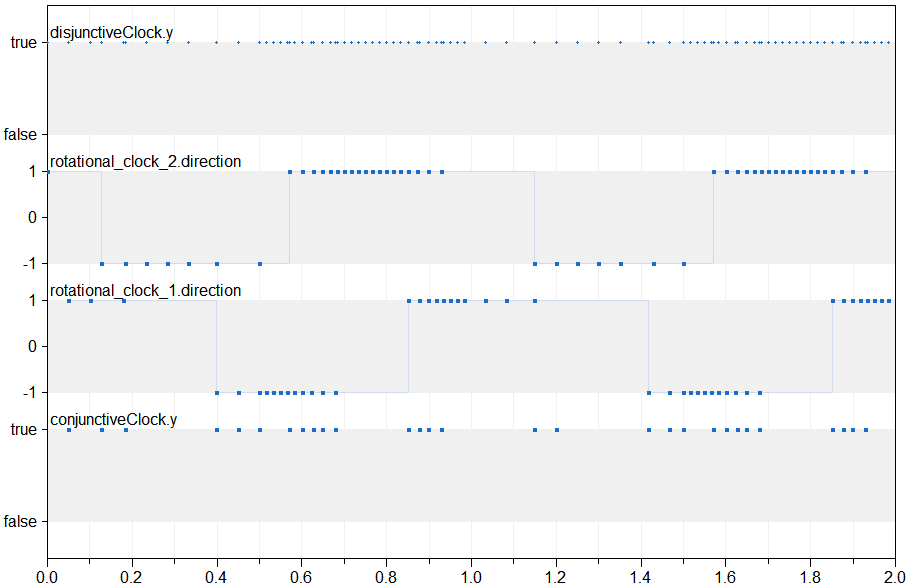 disjunctiveClock.y
true
false
rotational_clock_2.direction
1
0
-1
rotational_clock_1.direction
1
0
-1
conjunctiveClock.y
true
false
0.0 0.2 0.4 0.6 0.8 1.0 1.2 1.4 1.6 1.8 2.0